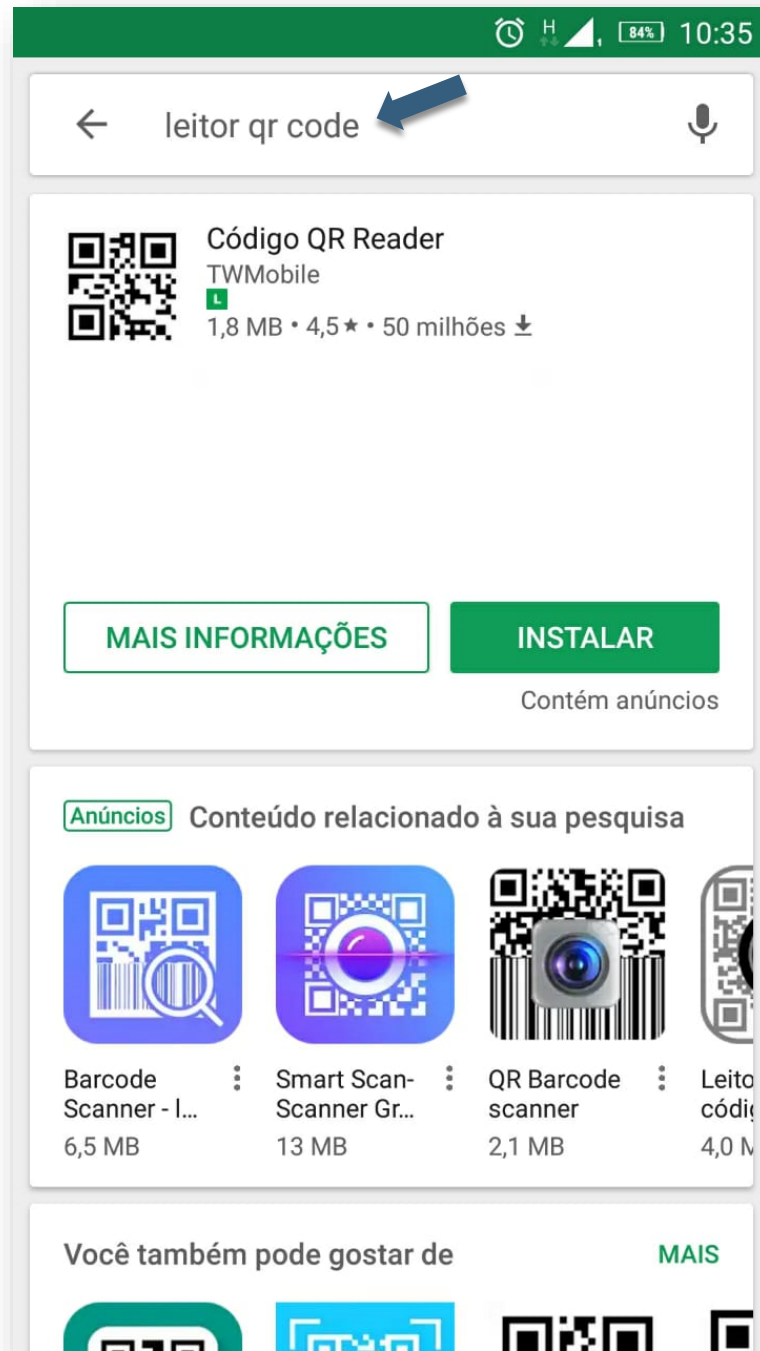 H 84% 10:35
leitor qr code
Código QR Reader
TWMobile
L
1,8 MB • 4,5★ • 50 milhões
MAIS INFORMAÇÕES
INSTALAR
Contém anúncios
Anúncios Conteúdo relacionado à sua pesquisa
Barcode
Scanner - l...
6,5 MB
Smart Scan-
Scanner Gr...
13 MB
QR Barcode
scanner
2,1 MB
4,0
Você também pode gostar de
MAIS